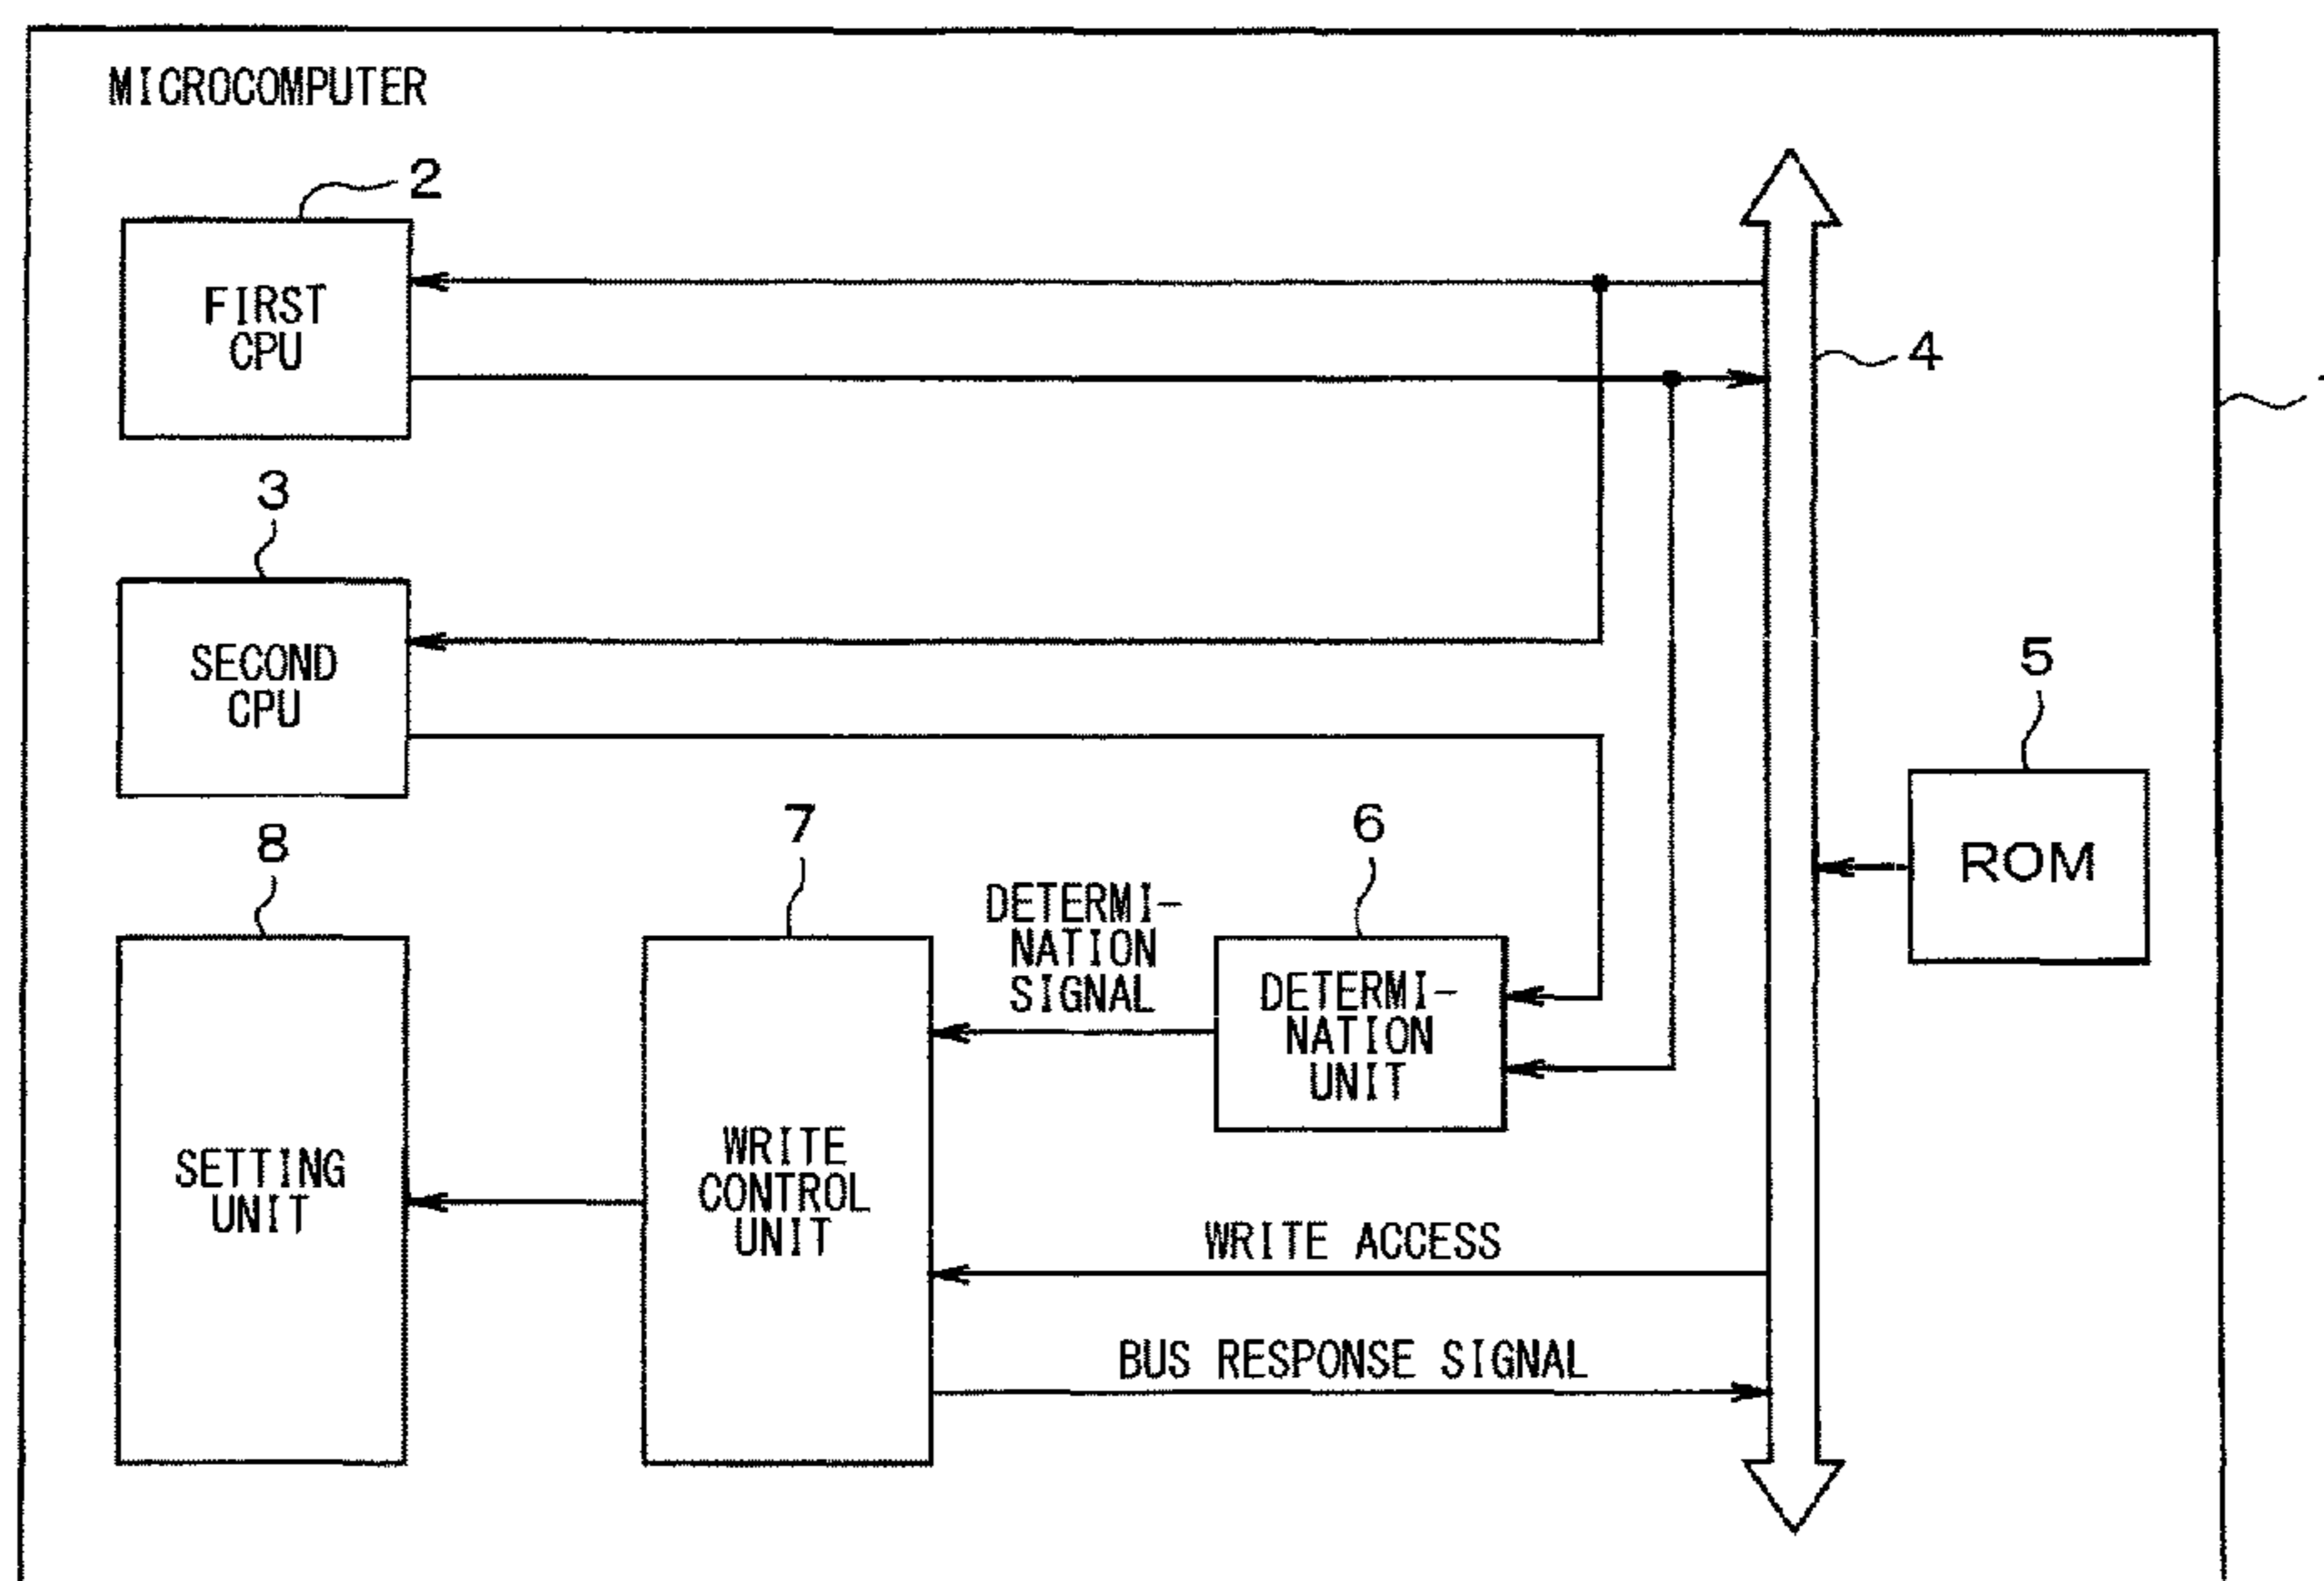 MICROCOMPUTER
2
FIRST
CPU
4
3
SECOND
CPU
5
ROM
8
7
6
DETERMI-
NATION
SIGNAL
DETERMI-
NATION
UNIT
SETTING
UNIT
WRITE
CONTROL
UNIT
WRITE ACCESS
BUS RESPONSE SIGNAL